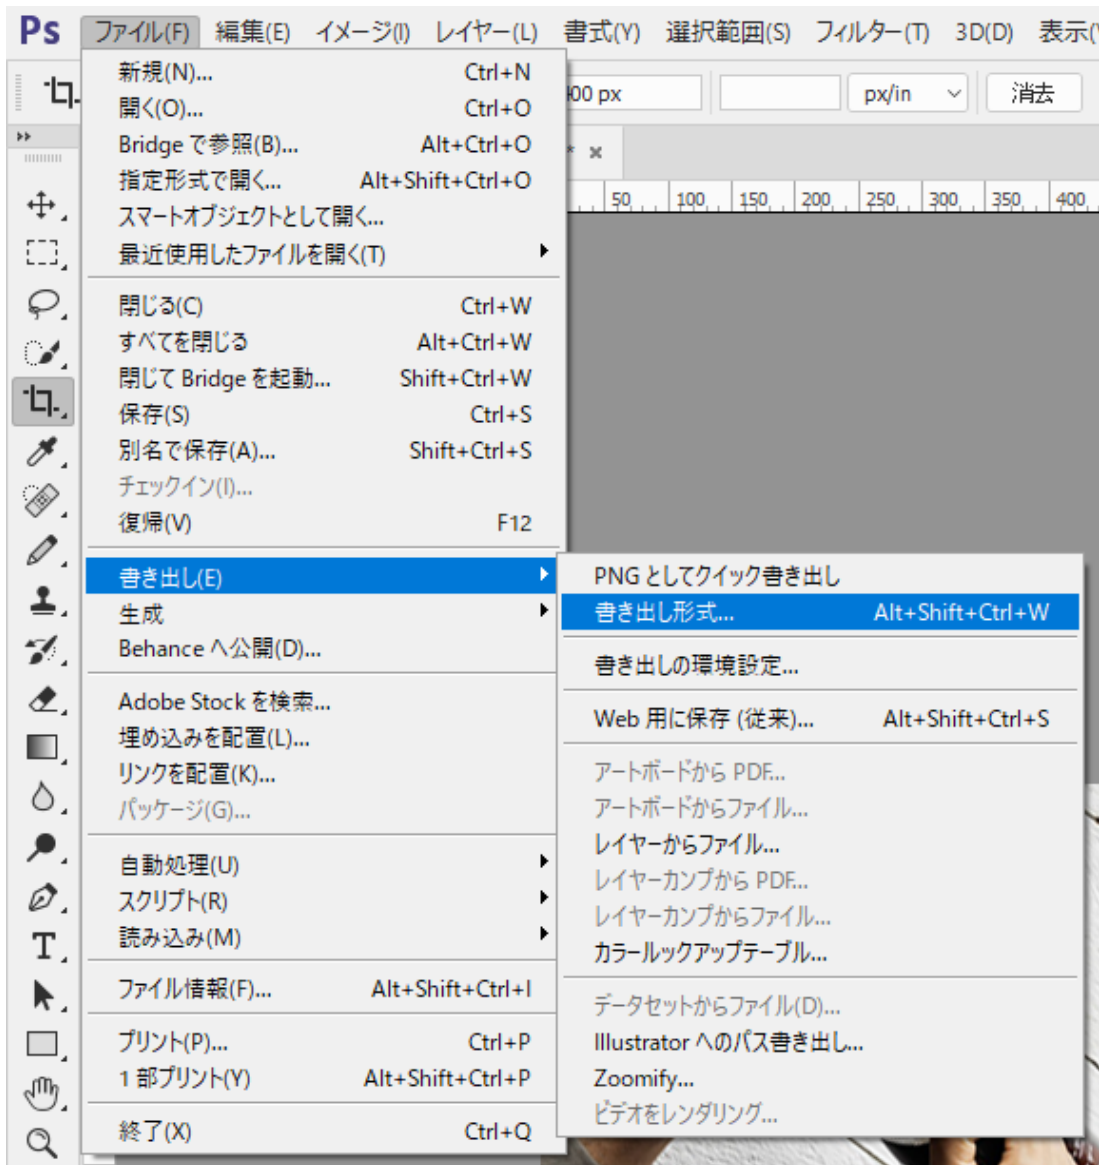 Ps ファイル(F) 編集(E) イメージ(I) レイヤー(L) 書式(Y) 選択範囲(S) フィルター(T) 3D(D) 表示(
00 px px/in 消去
50 100 150 200 250 300 350 400
新規(N)... Ctrl+N
開く(O)... Ctrl+O
Bridge で参照(B)... Alt+Ctrl+O
指定形式で開く... Alt+Shift+Ctrl+O
スマートオブジェクトとして開く...
最近使用したファイルを開く(T)
閉じる(C) Ctrl+W
すべてを閉じる Alt+Ctrl+W
閉じて Bridge を起動... Shift+Ctrl+W
保存(S) Ctrl+S
別名で保存(A)... Shift+Ctrl+S
チェックイン(I)...
復帰(V) F12
書き出し(E)
生成
Behance へ公開(D)...
Adobe Stock を検索...
埋め込みを配置(L)...
リンクを配置(K)...
パッケージ(G)...
自動処理(U)
スクリプト(R)
読み込み(M)
ファイル情報(F)... Alt+Shift+Ctrl+I
プリント(P)... Ctrl+P
1 部プリント(Y) Alt+Shift+Ctrl+P
終了(X) Ctrl+Q
PNG としてクイック書き出し
書き出し形式... Alt+Shift+Ctrl+W
書き出しの環境設定...
Web 用に保存 (従来)... Alt+Shift+Ctrl+S
アートボードから PDF...
アートボードからファイル...
レイヤーからファイル...
レイヤーカンプから PDF...
レイヤーカンプからファイル...
カラールックアップテーブル...
データセットからファイル(D)...
Illustrator へのパス書き出し...
Zoomify...
ビデオをレンダリング...